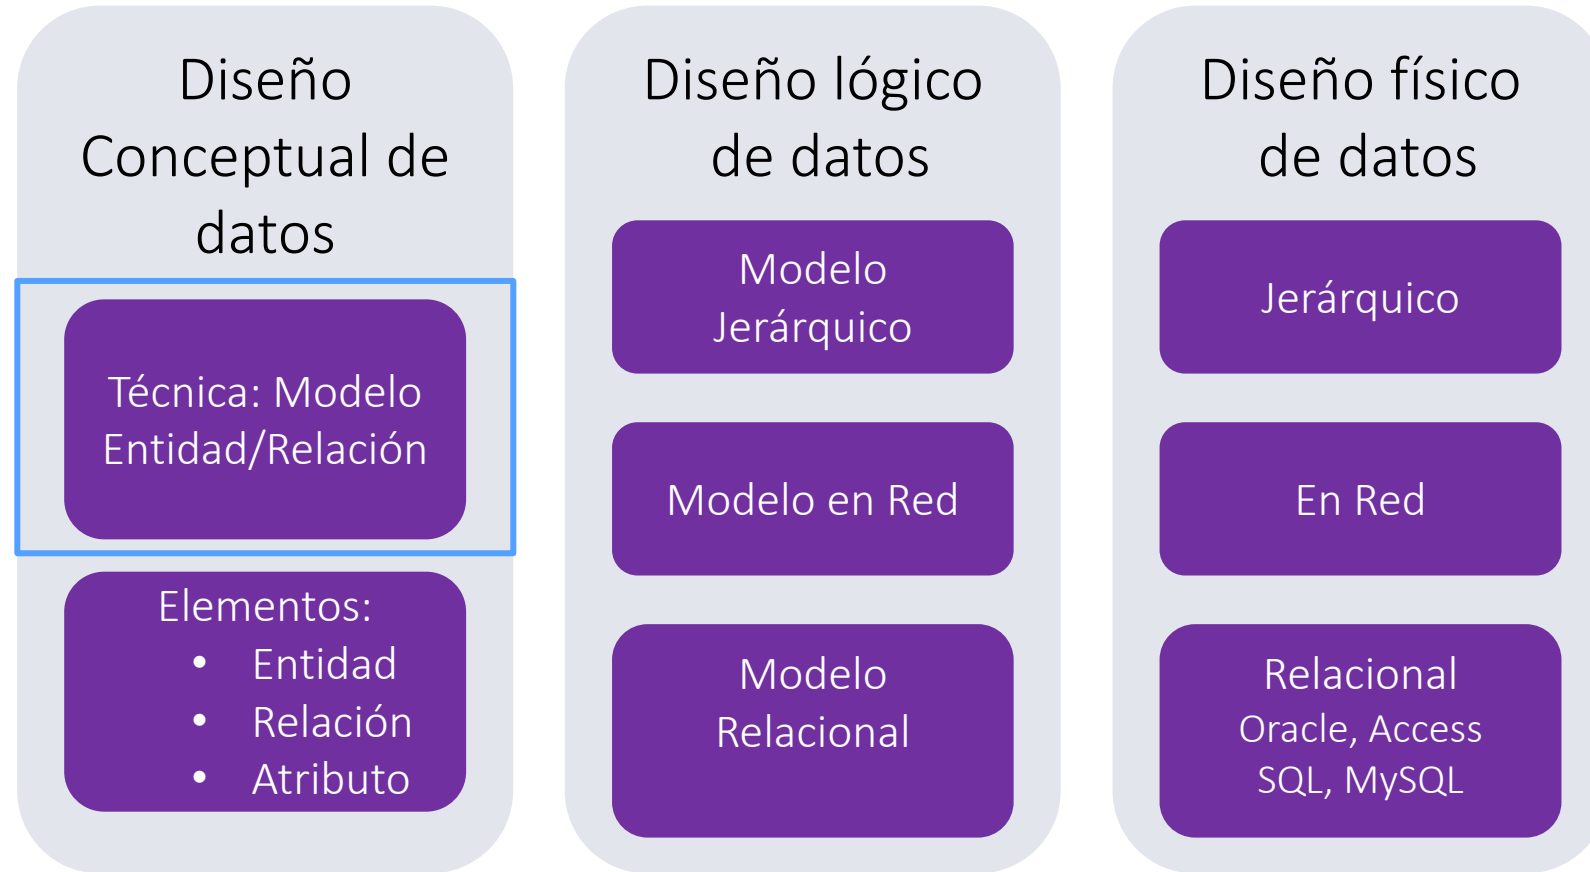 Diseño
Conceptual de
datos
Técnica: Modelo
Entidad/Relación
Elementos:
• Entidad
• Relación
• Atributo
Diseño lógico
de datos
Modelo
Jerárquico
Modelo en Red
Modelo
Relacional
Diseño físico
de datos
Jerárquico
En Red
Relacional
Oracle, Access
SQL, MySQL